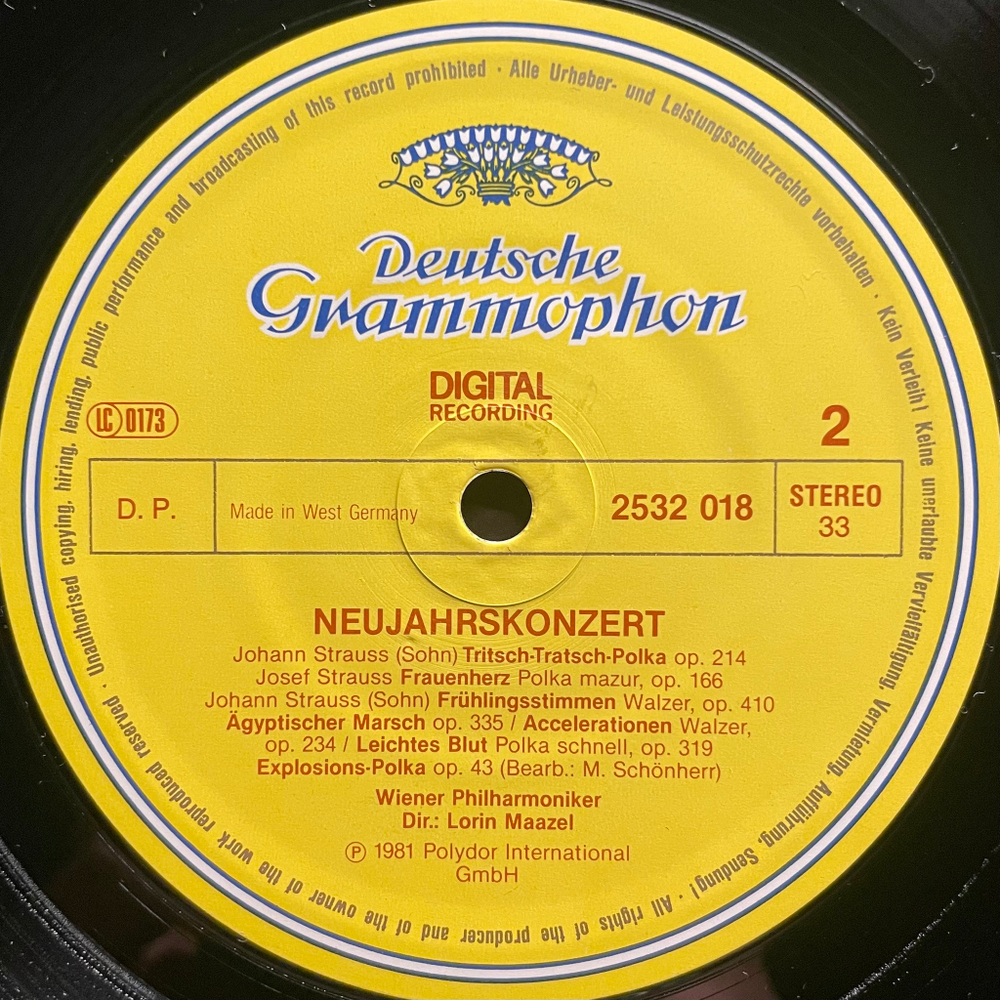 Unauthorised copying, hiring, lending, public performance and broadcasting of this record prohibited · Alle Urheber- und Leistungsschutzrechte vorbehalten · Kein Verleih! Keine unerlaubte Vervielfältigung, Vermietung, Aufführung, Sendung! · All rights of the producer and of the owner of the work reproduced reserved ·
Deutsche
Grammophon
DIGITAL
RECORDING
LC 0173
2
D. P.
Made in West Germany
2532 018
STEREO
33
NEUJAHRSKONZERT
Johann Strauss (Sohn) Tritsch-Tratsch-Polka op. 214
Josef Strauss Frauenherz Polka mazur, op. 166
Johann Strauss (Sohn) Frühlingsstimmen Walzer, op. 410
Ägyptischer Marsch op. 335 / Accelerationen Walzer,
op. 234 / Leichtes Blut Polka schnell, op. 319
Explosions-Polka op. 43 (Bearb.: M. Schönherr)
Wiener Philharmoniker
Dir.: Lorin Maazel
Ⓟ 1981 Polydor International
GmbH